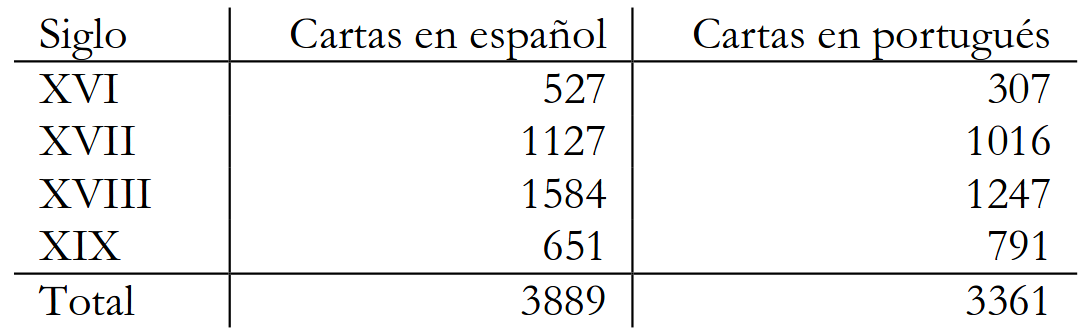 Siglo Cartas en español Cartas en portugués
XVI 527 307
XVII 1127 1016
XVIII 1584 1247
XIX 651 791
Total 3889 3361